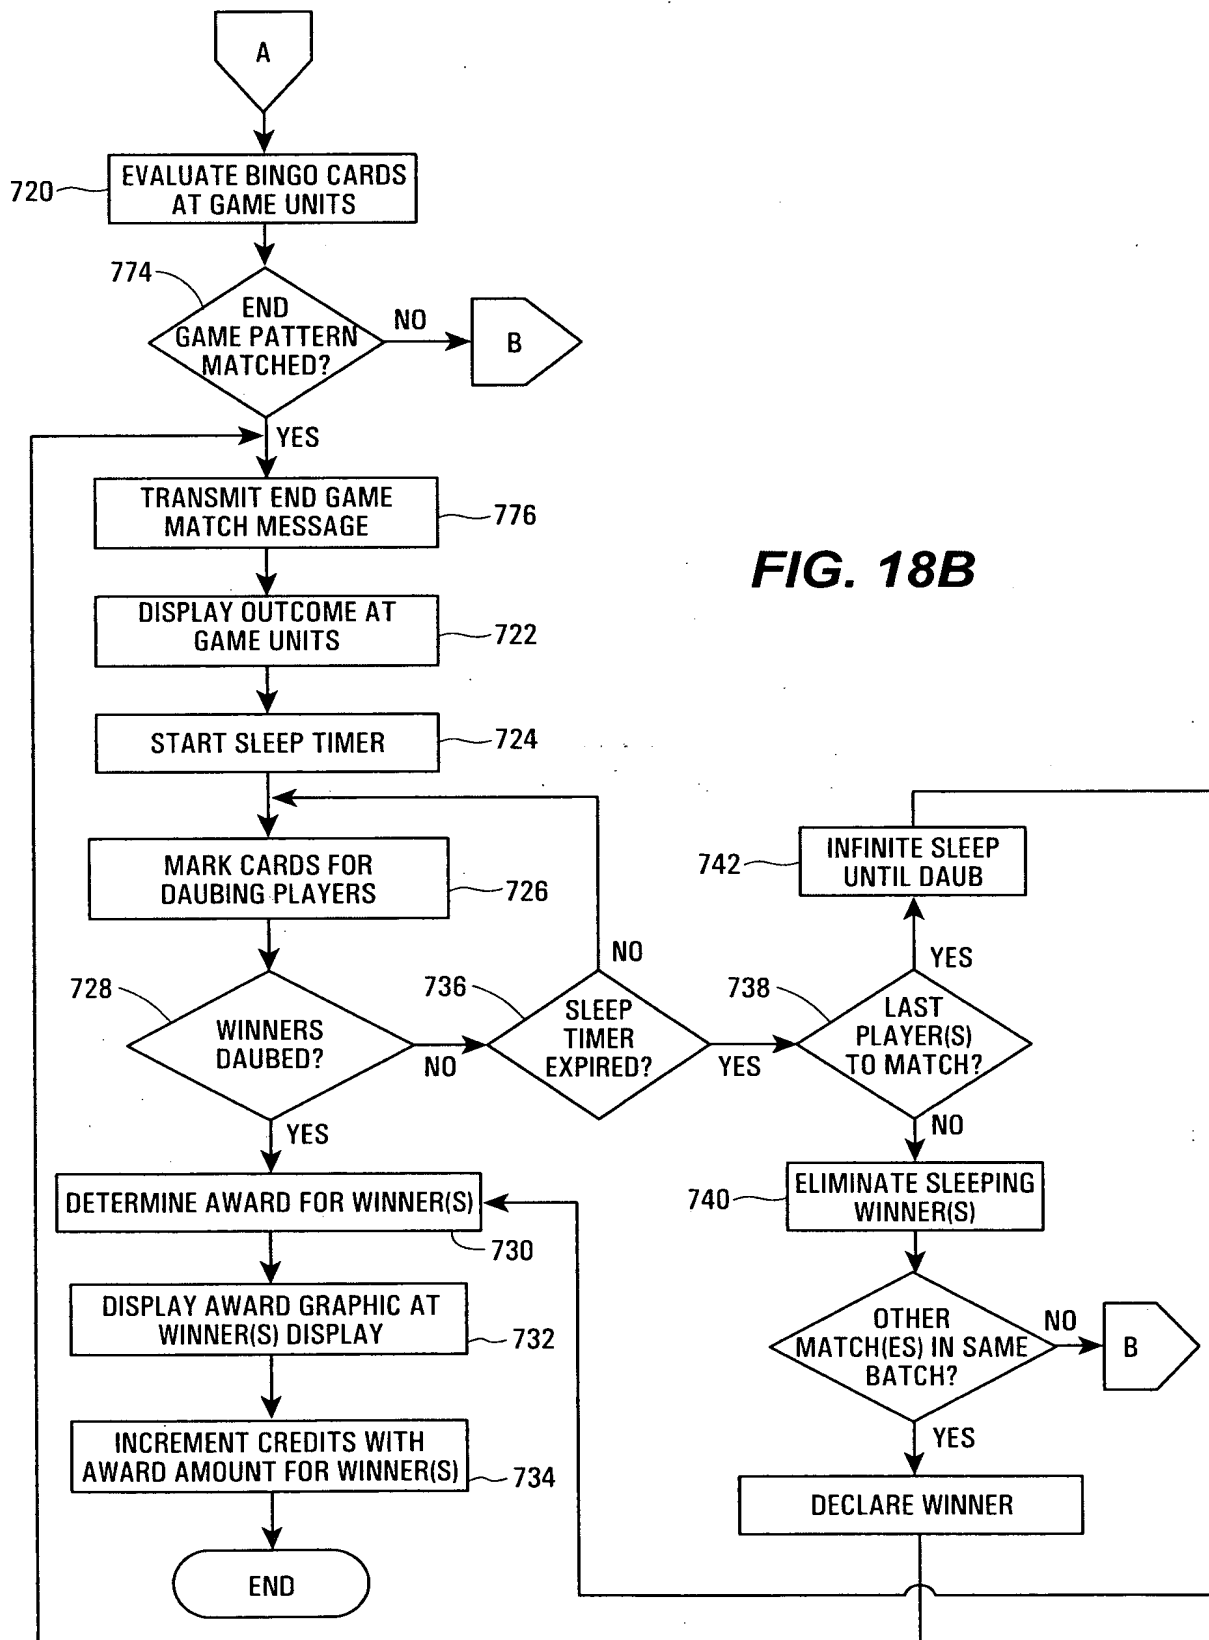 A
720
EVALUATE BINGO CARDS
AT GAME UNITS
774
END
GAME PATTERN
MATCHED?
NO
B
YES
TRANSMIT END GAME
MATCH MESSAGE
776
FIG. 18B
DISPLAY OUTCOME AT
GAME UNITS
722
START SLEEP TIMER
724
MARK CARDS FOR
DAUBING PLAYERS
726
742
INFINITE SLEEP
UNTIL DAUB
728
WINNERS
DAUBED?
NO
736
SLEEP
TIMER
EXPIRED?
NO
YES
738
LAST
PLAYER(S)
TO MATCH?
YES
NO
YES
DETERMINE AWARD FOR WINNER(S)
730
740
ELIMINATE SLEEPING
WINNER(S)
DISPLAY AWARD GRAPHIC AT
WINNER(S) DISPLAY
732
OTHER
MATCH(ES) IN SAME
BATCH?
NO
B
YES
INCREMENT CREDITS WITH
AWARD AMOUNT FOR WINNER(S)
734
DECLARE WINNER
END